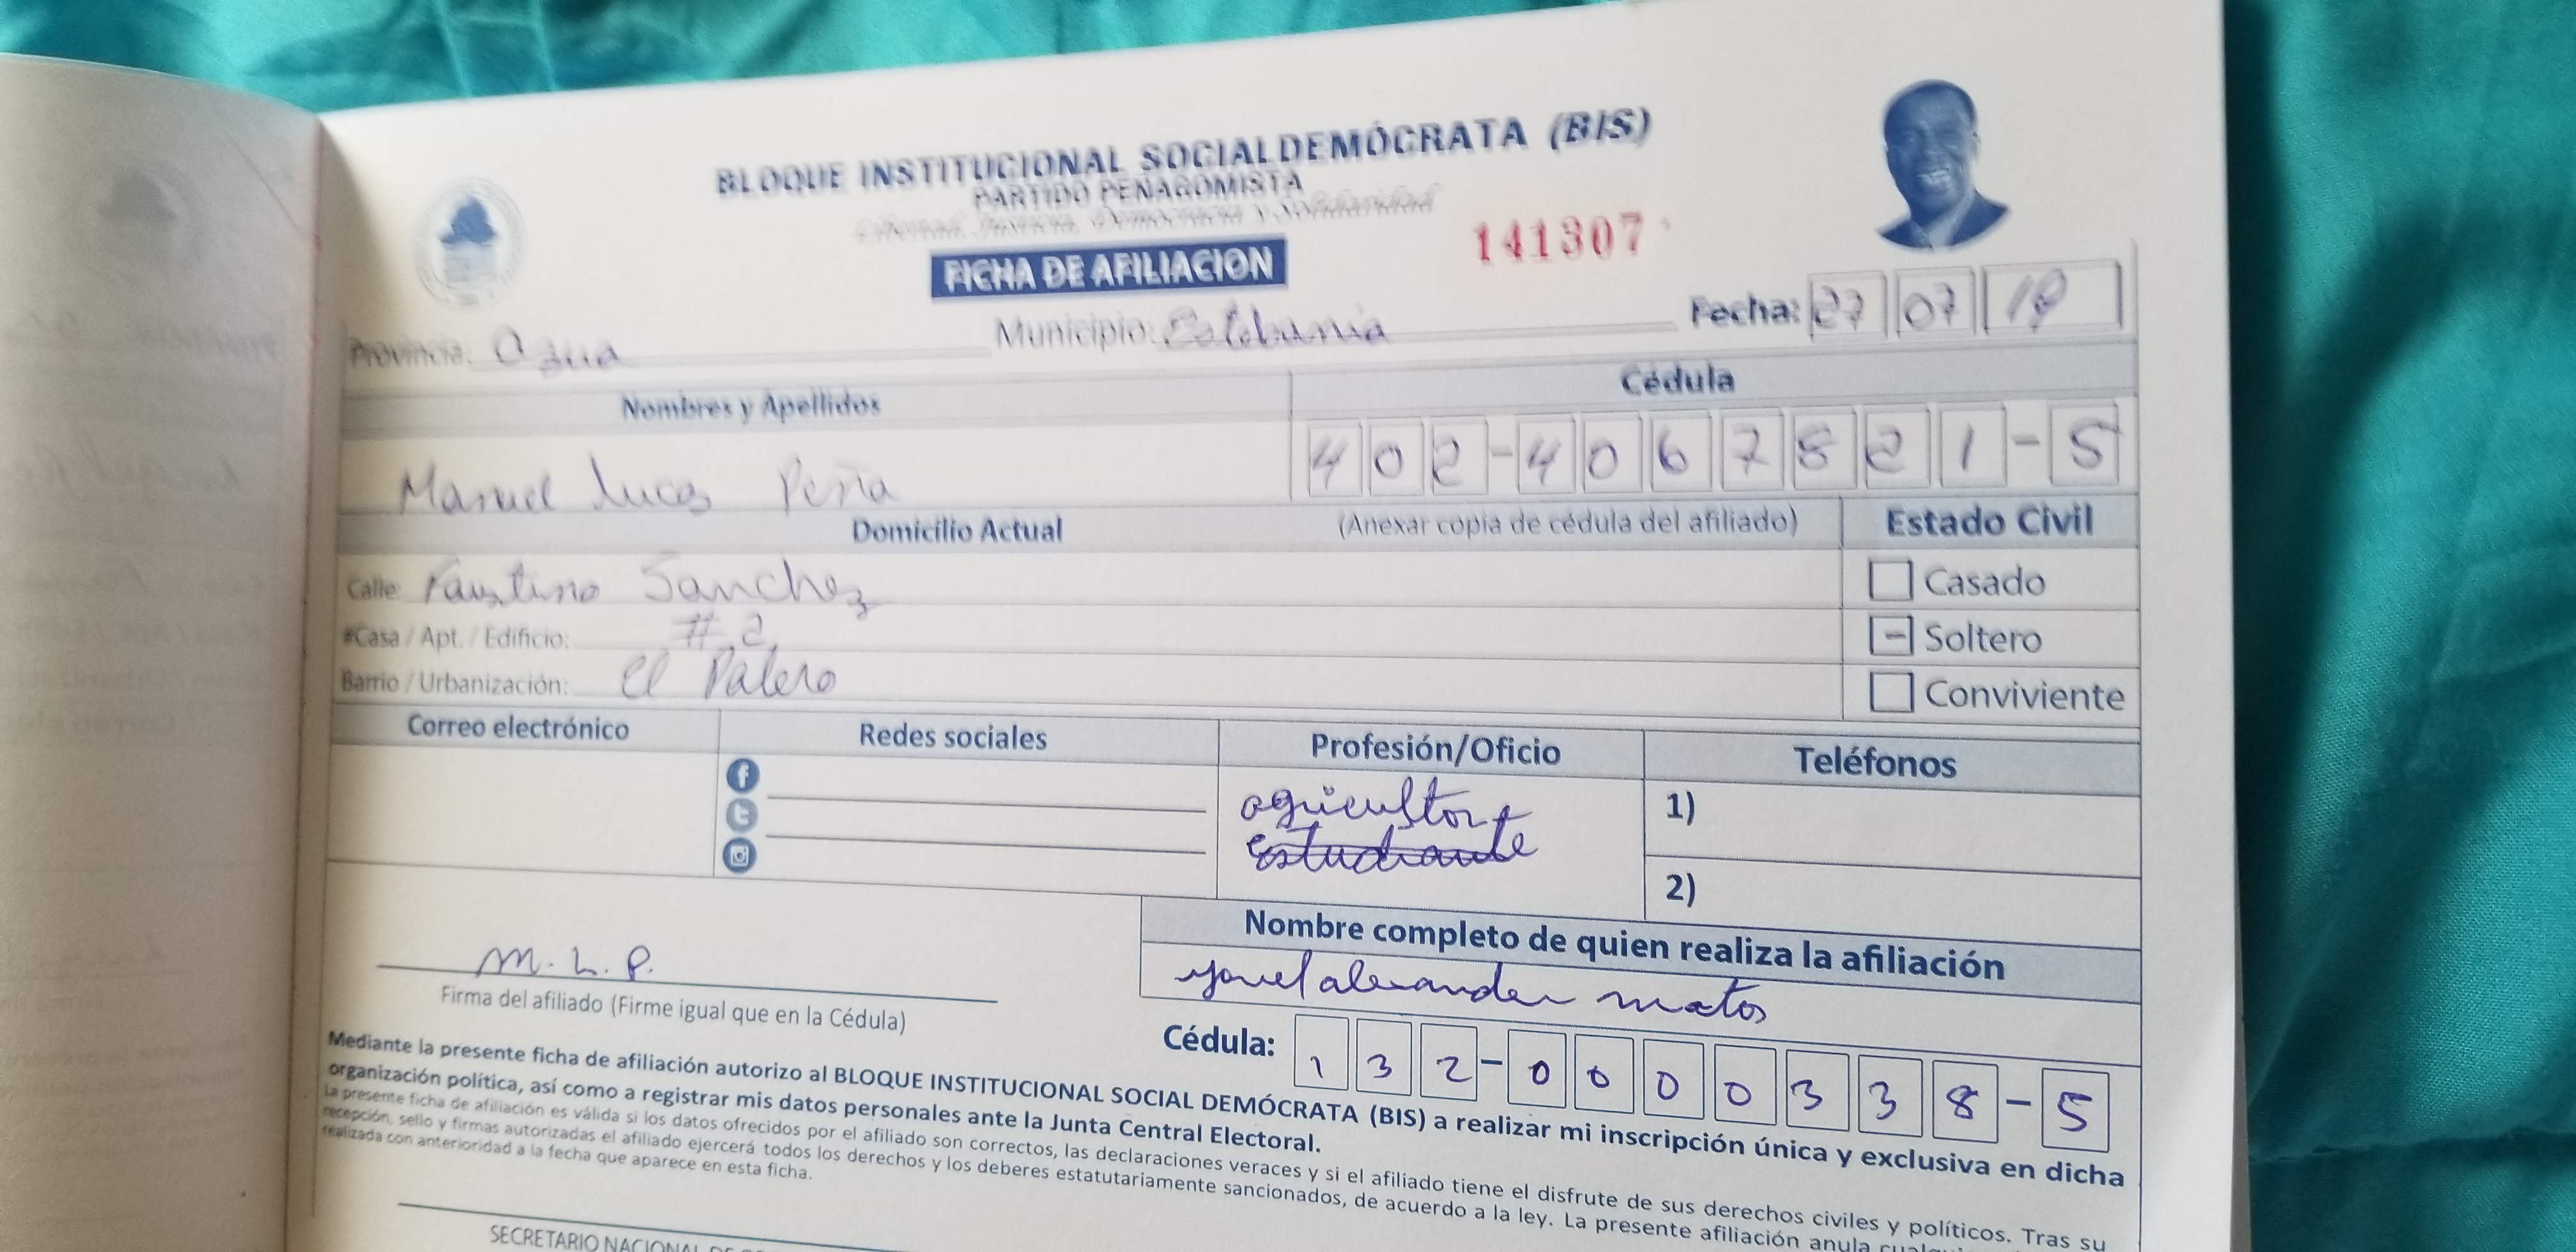 BLOQUE INSTITUCIONAL SOCIALDEMÓCRATA (BIS)
PARTIDO PEÑAGOMISTA
Libertad, Justicia, Democracia y Solidaridad
FICHA DE AFILIACION
141307
Fecha: 27 07 19
Provincia: Azua Municipio: Estebania
Nombres y Apellidos Cédula
Manuel Lucas Peña 402-4067821-5
Domicilio Actual (Anexar copia de cédula del afiliado) Estado Civil
Calle: Faustino Sanchez Casado
#Casa / Apt. / Edificio: #2 Soltero
Barrio / Urbanización: El Palero Conviviente
Correo electrónico Redes sociales Profesión/Oficio Teléfonos
agricultor 1)
estudiante
2)
Nombre completo de quien realiza la afiliación
M. L. P. alexander matos
Firma del afiliado (Firme igual que en la Cédula)
Cédula: 132-0000338-5
Mediante la presente ficha de afiliación autorizo al BLOQUE INSTITUCIONAL SOCIAL DEMÓCRATA (BIS) a realizar mi inscripción única y exclusiva en dicha
organización política, así como a registrar mis datos personales ante la Junta Central Electoral.
La presente ficha de afiliación es válida si los datos ofrecidos por el afiliado son correctos, las declaraciones veraces y si el afiliado tiene el disfrute de sus derechos civiles y políticos. Tras su
recepción, sello y firmas autorizadas el afiliado ejercerá todos los derechos y los deberes estatutariamente sancionados, de acuerdo a la ley. La presente afiliación anula
realizada con anterioridad a la fecha que aparece en esta ficha.
SECRETARIO NACIONAL DE